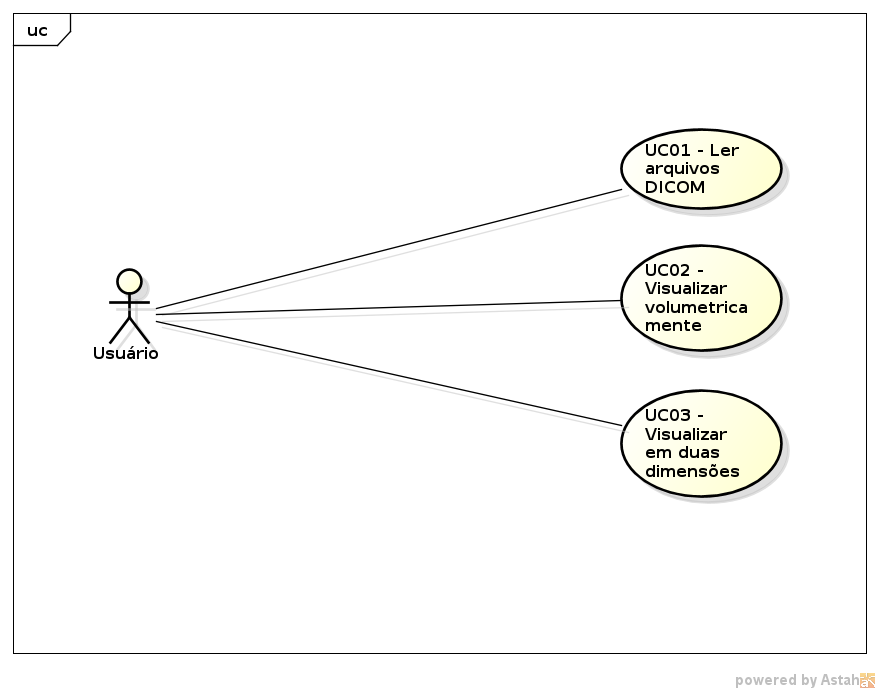 uc
UC01 - Ler
arquivos
DICOM
UC02 -
Visualizar
volumetrica
mente
Usuário
UC03 -
Visualizar
em duas
dimensões
powered by Astah